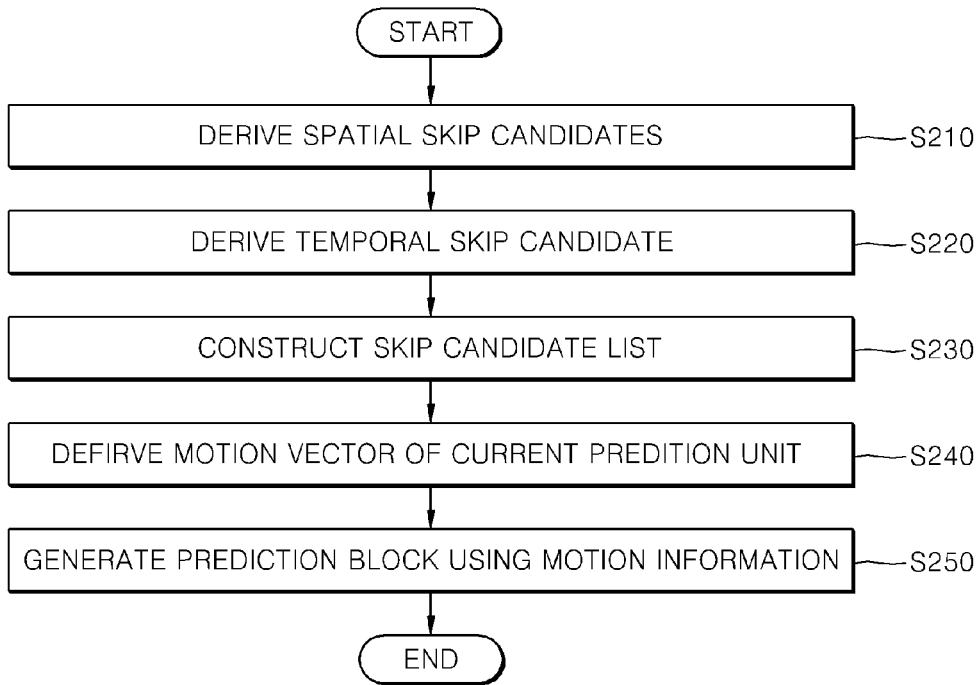 START
DERIVE SPATIAL SKIP CANDIDATES
S210
DERIVE TEMPORAL SKIP CANDIDATE
S220
CONSTRUCT SKIP CANDIDATE LIST
S230
DEFIRVE MOTION VECTOR OF CURRENT PREDITION UNIT
S240
GENERATE PREDICTION BLOCK USING MOTION INFORMATION
S250
END